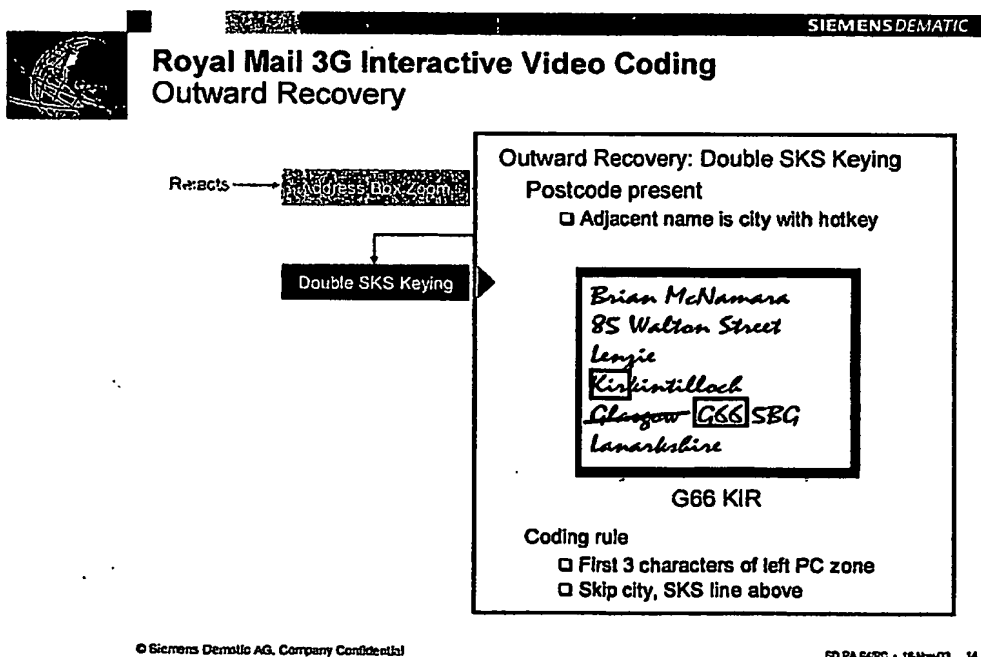 SIEMENS DEMATIC
Royal Mail 3G Interactive Video Coding
Outward Recovery
Outward Recovery: Double SKS Keying
Postcode present
Adjacent name is city with hotkey
Rejects
Address Box Zoom
Double SKS Keying
Brian McNamara
85 Walton Street
Lenzie
Kirkintilloch
Glasgow G66 5BG
Lanarkshire
G66 KIR
Coding rule
First 3 characters of left PC zone
Skip city, SKS line above
© Siemens Dematic AG, Company Confidential
14